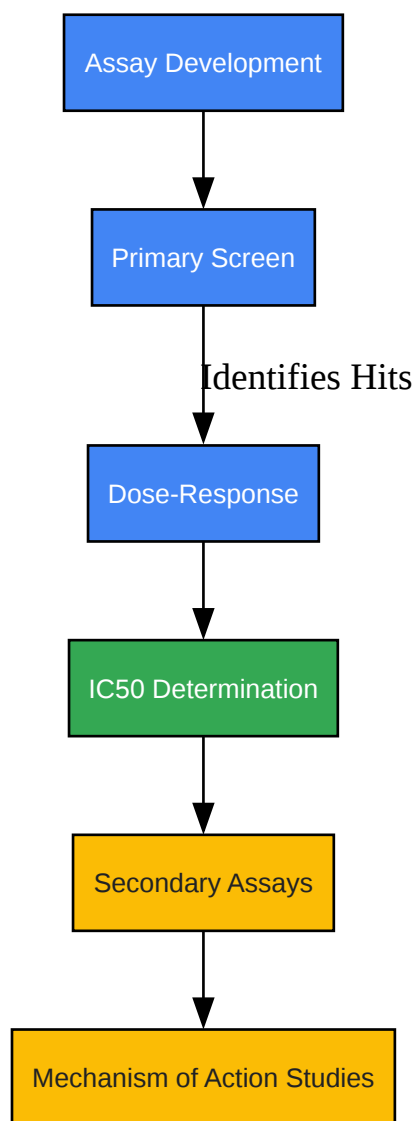 Assay Development
Primary Screen
Identifies Hits
Dose-Response
IC50 Determination
Secondary Assays
Mechanism of Action Studies